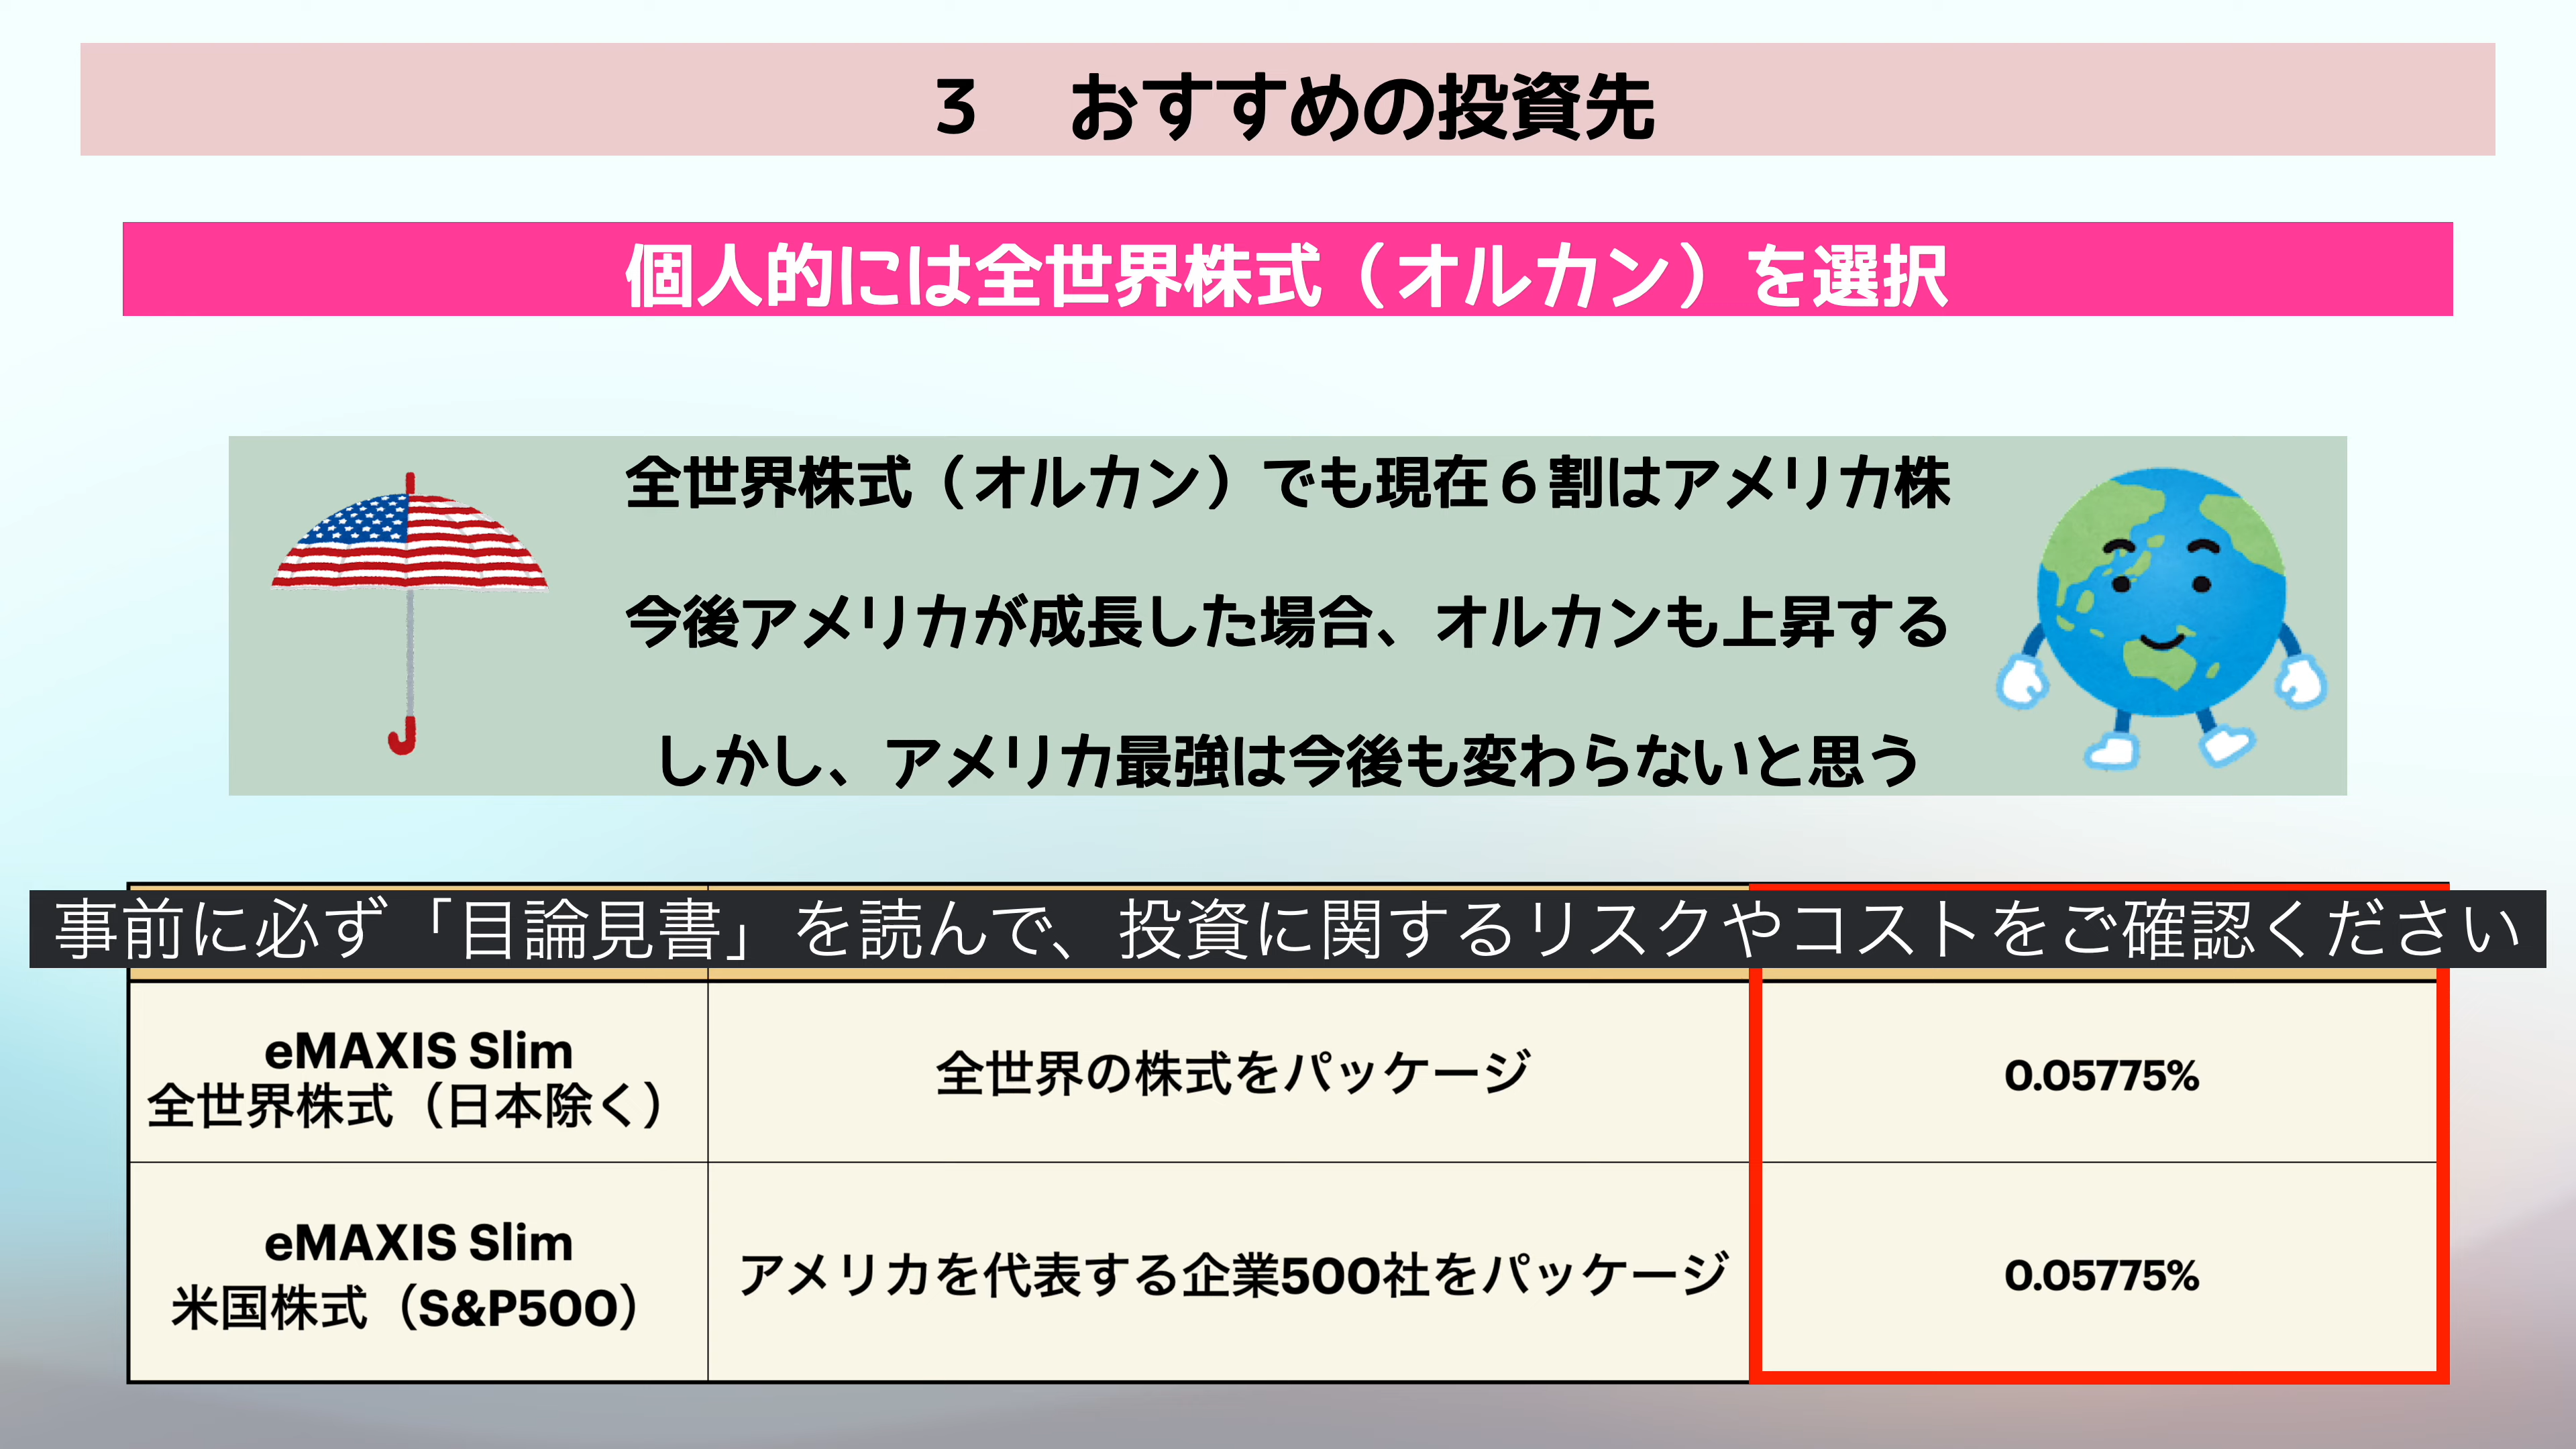 3　おすすめの投資先
個人的には全世界株式（オルカン）を選択
全世界株式（オルカン）でも現在６割はアメリカ株
今後アメリカが成長した場合、オルカンも上昇する
しかし、アメリカ最強は今後も変わらないと思う
事前に必ず「目論見書」を読んで、投資に関するリスクやコストをご確認ください
eMAXIS Slim
全世界株式（日本除く）
全世界の株式をパッケージ
0.05775%
eMAXIS Slim
米国株式（S&P500）
アメリカを代表する企業500社をパッケージ
0.05775%